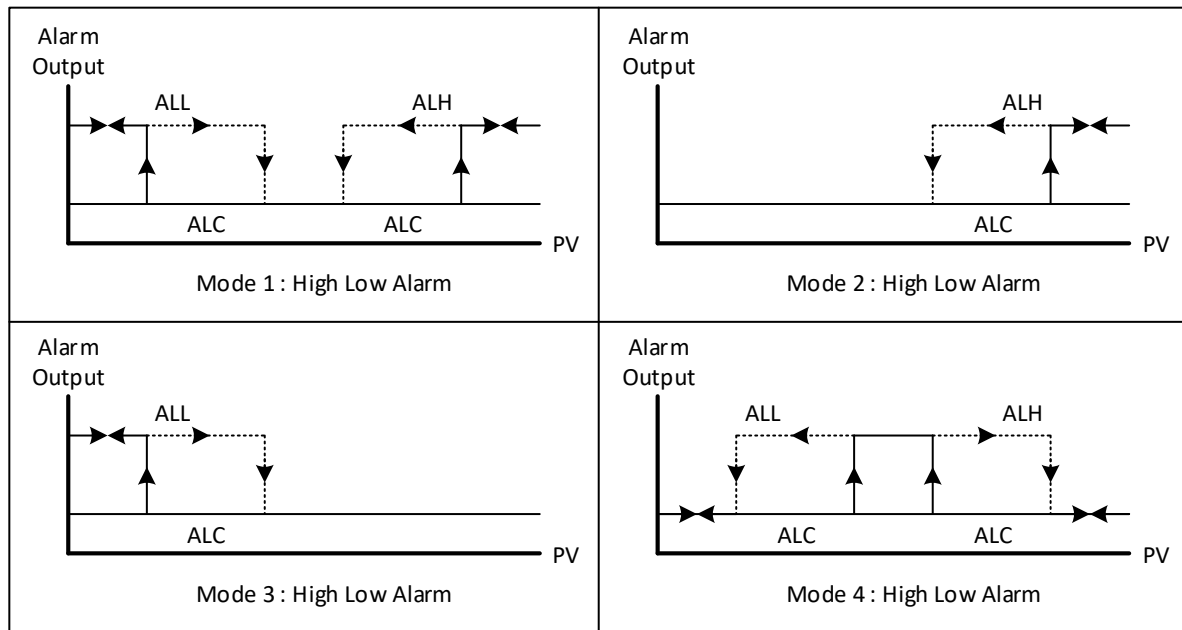 Alarm
Output
ALL
ALH
ALC
ALC
PV
Mode 1 : High Low Alarm
Alarm
Output
ALH
ALC
PV
Mode 2 : High Low Alarm
Alarm
Output
ALL
ALC
PV
Mode 3 : High Low Alarm
Alarm
Output
ALL
ALH
ALC
ALC
PV
Mode 4 : High Low Alarm